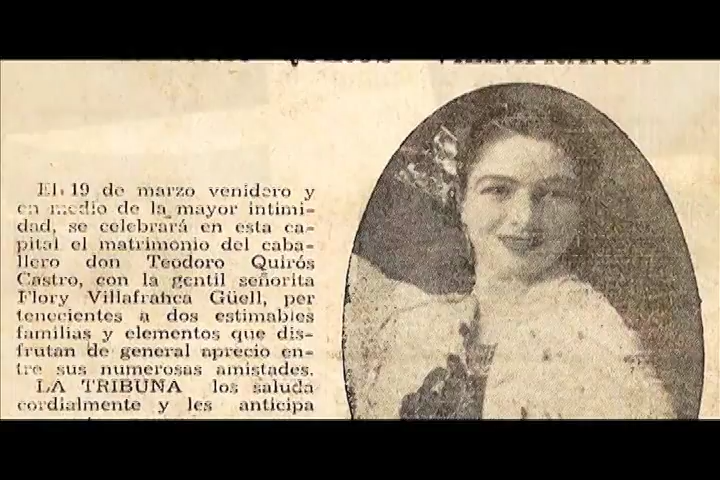 El 19 de marzo venidero y
en medio de la mayor intimi-
dad, se celebrará en esta ca-
pital el matrimonio del caba-
llero don Teodoro Quirós
Castro, con la gentil señorita
Flory Villafranca Güell, per
tenecientes a dos estimables
familias y elementos que dis-
frutan de general aprecio en-
tre sus numerosas amistades.
LA TRIBUNA los saluda
cordialmente y les anticipa